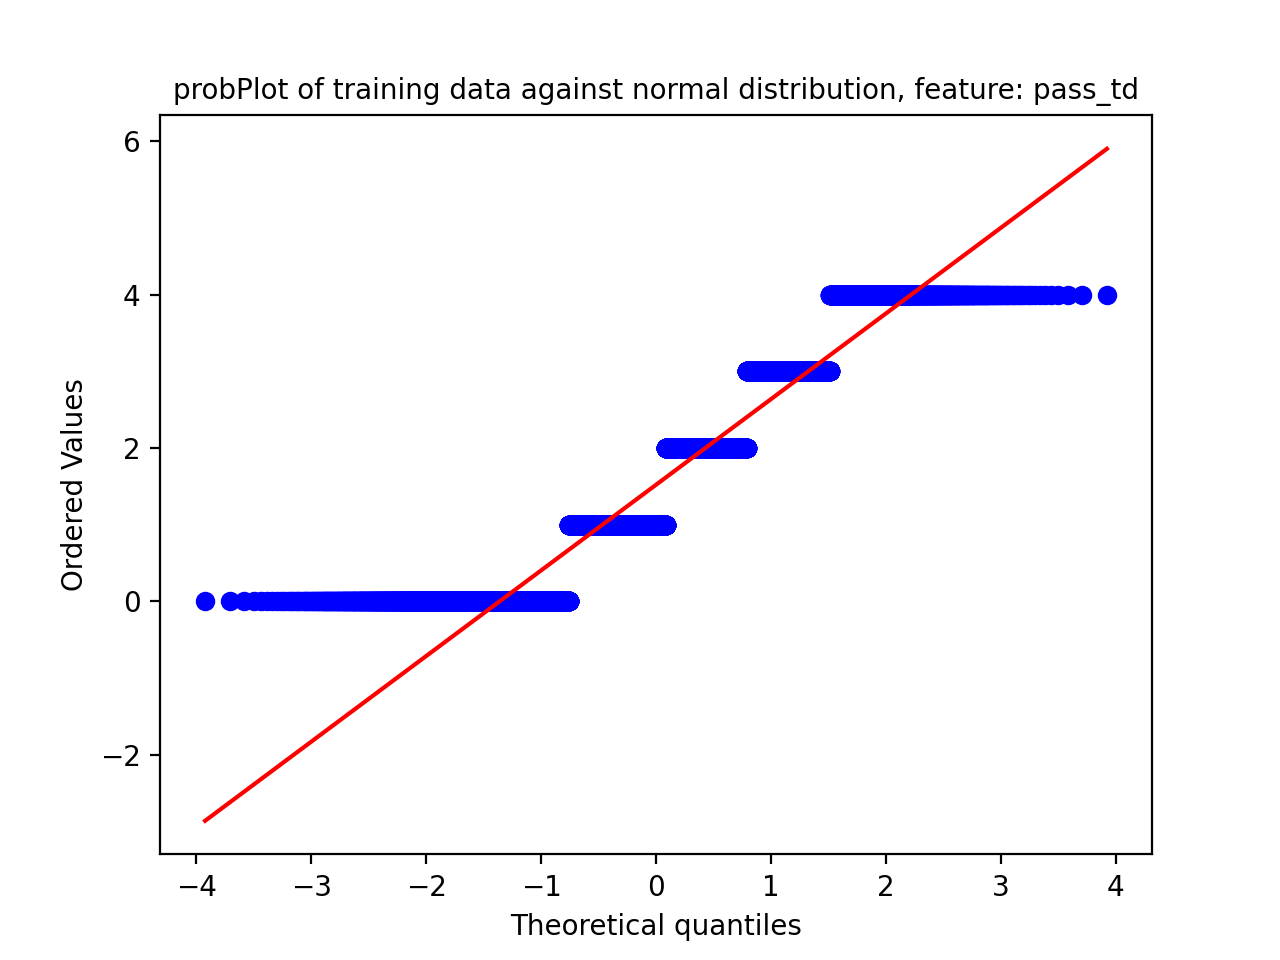 probPlot of training data against normal distribution, feature: pass_td
6
4
2
0
−2
Ordered Values
−4 −3 −2 −1 0 1 2 3 4
Theoretical quantiles